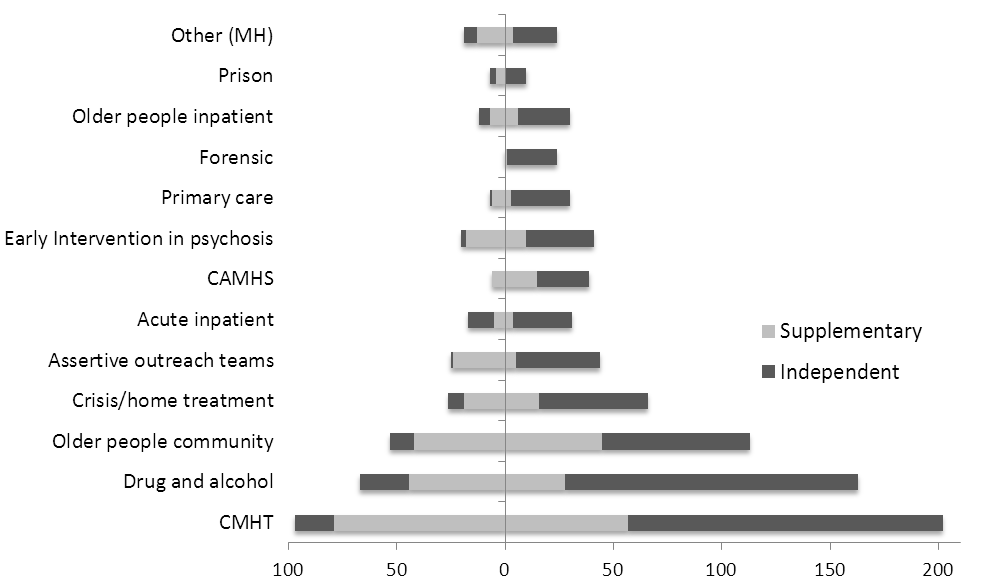 Other (MH)
Prison
Older people inpatient
Forensic
Primary care
Early Intervention in psychosis
CAMHS
Acute inpatient
Assertive outreach teams
Crisis/home treatment
Older people community
Drug and alcohol
CMHT
Supplementary
Independent
100 50 0 50 100 150 200